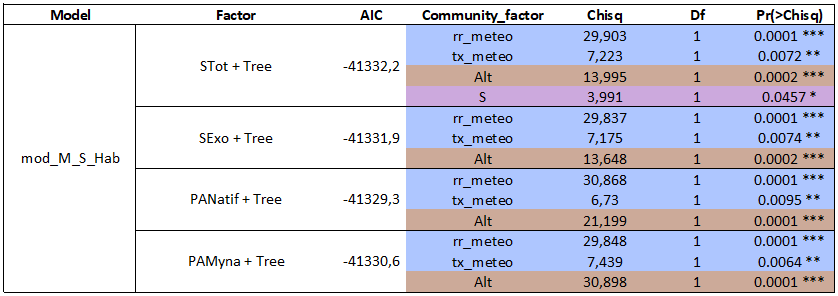 Model Factor AIC Community_factor Chisq Df Pr(>Chisq)
mod_M_S_Hab STot + Tree -41332,2 rr_meteo 29,903 1 0.0001 ***
tx_meteo 7,223 1 0.0072 **
Alt 13,995 1 0.0002 ***
S 3,991 1 0.0457 *
SExo + Tree -41331,9 rr_meteo 29,837 1 0.0001 ***
tx_meteo 7,175 1 0.0074 **
Alt 13,648 1 0.0002 ***
PANatif + Tree -41329,3 rr_meteo 30,868 1 0.0001 ***
tx_meteo 6,73 1 0.0095 **
Alt 21,199 1 0.0001 ***
PAMyna + Tree -41330,6 rr_meteo 29,848 1 0.0001 ***
tx_meteo 7,439 1 0.0064 **
Alt 30,898 1 0.0001 ***